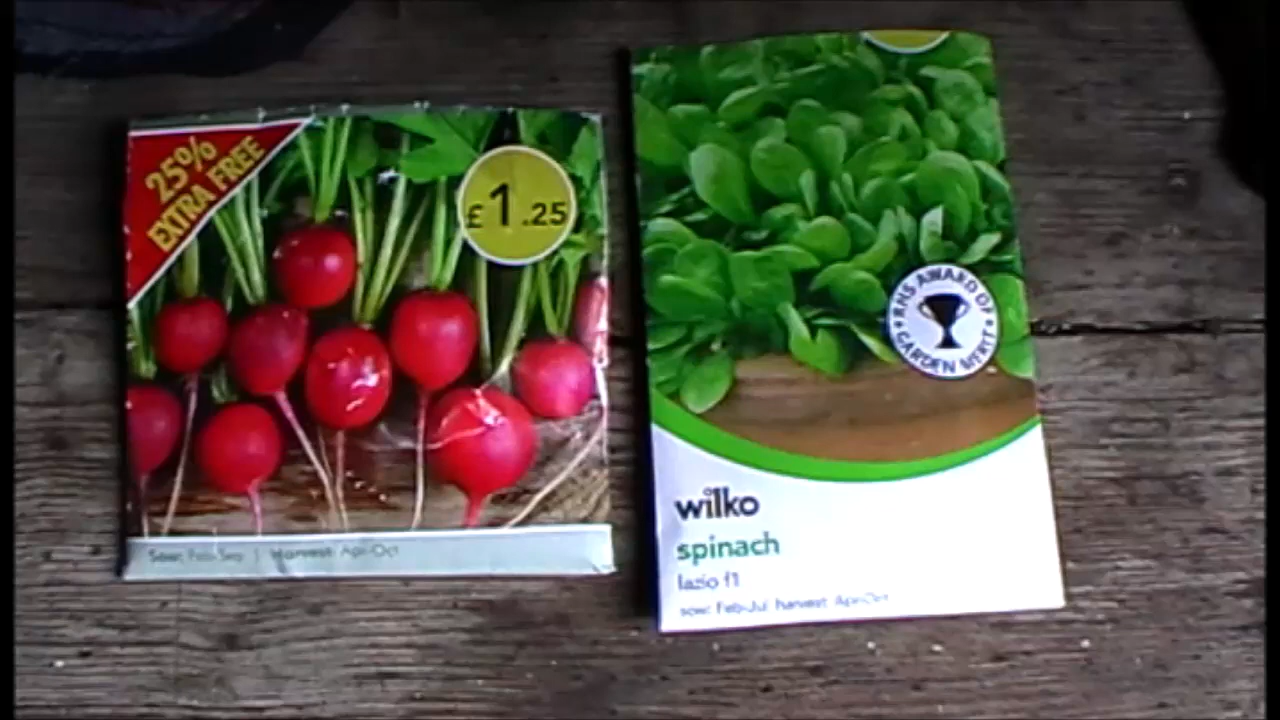 25%
EXTRA FREE
£1.25
Sow: Feb-Sep | Harvest: Apr-Oct
RHS AWARD OF
GARDEN MERIT
wilko
spinach
lazio f1
sow: Feb-Jul harvest: Apr-Oct